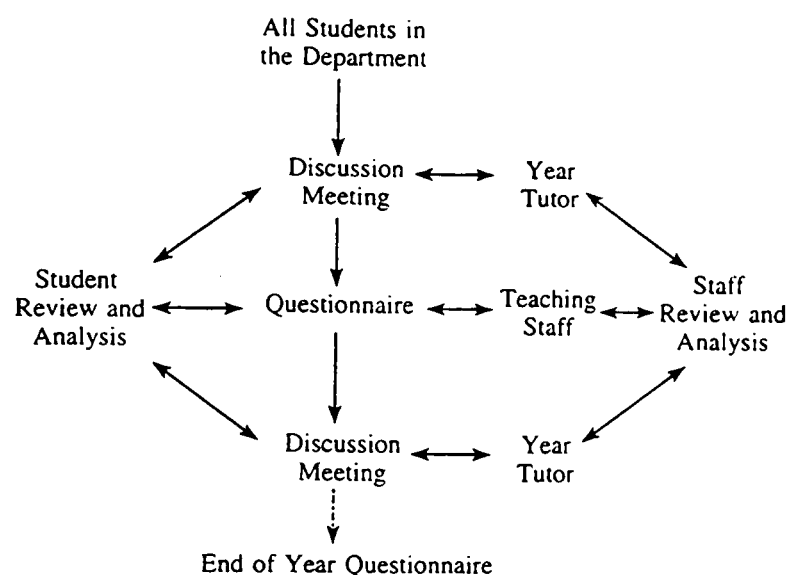 All Students in
the Department
Discussion
Meeting
Year
Tutor
Student
Review and
Analysis
Questionnaire
Teaching
Staff
Staff
Review and
Analysis
Discussion
Meeting
Year
Tutor
End of Year Questionnaire